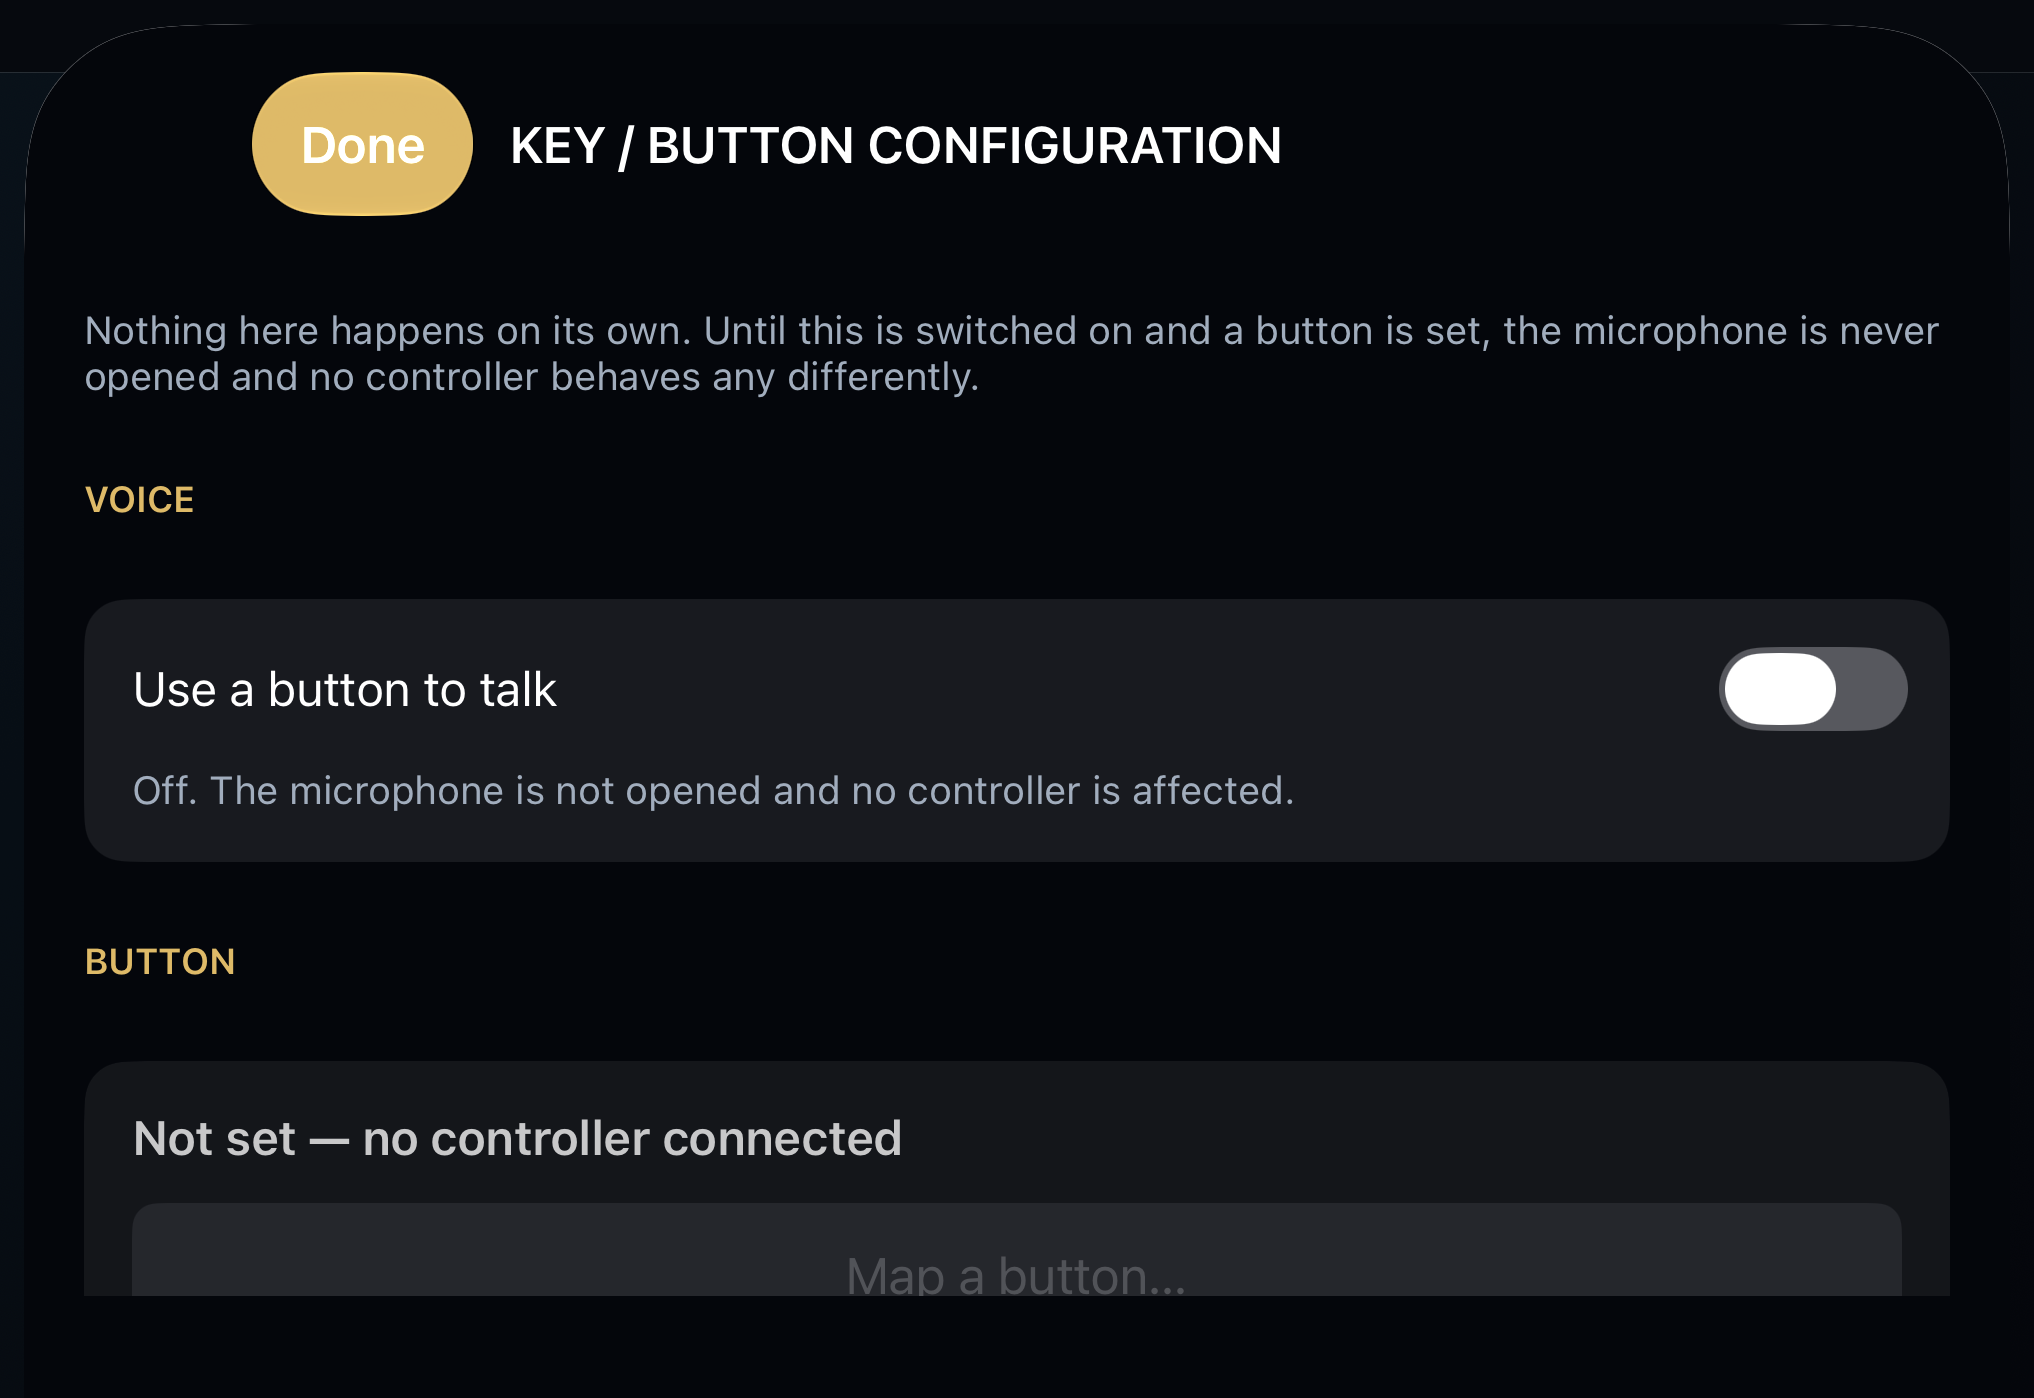 Done
KEY / BUTTON CONFIGURATION
Nothing here happens on its own. Until this is switched on and a button is set, the microphone is never
opened and no controller behaves any differently.
VOICE
Use a button to talk
Off. The microphone is not opened and no controller is affected.
BUTTON
Not set — no controller connected
Map a button...